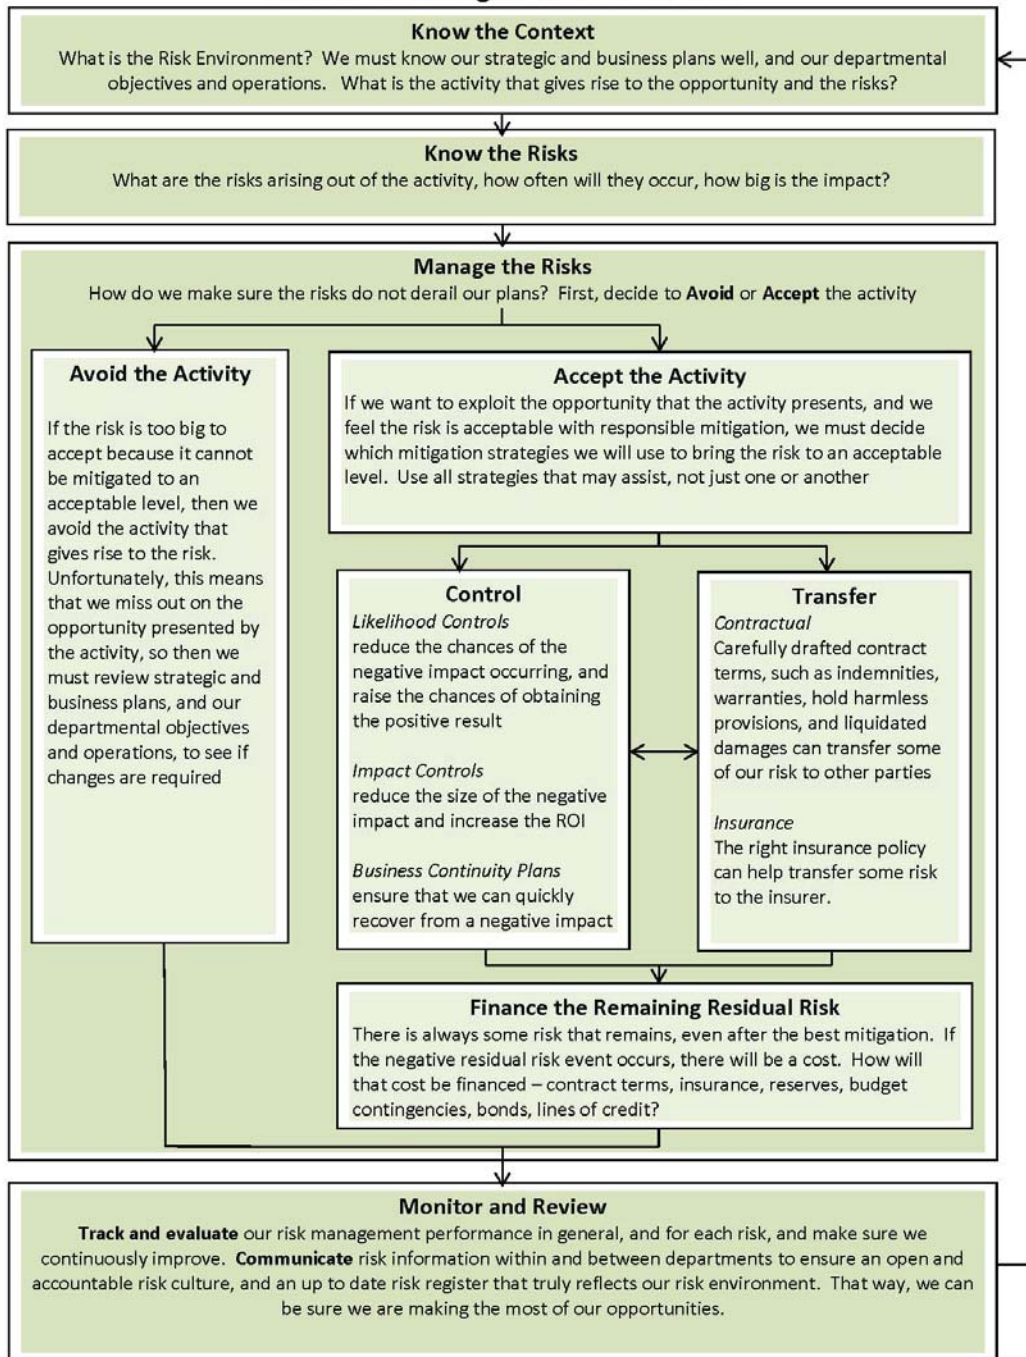 Know the Context
What is the Risk Environment? We must know our strategic and business plans well, and our departmental
objectives and operations. What is the activity that gives rise to the opportunity and the risks?
Know the Risks
What are the risks arising out of the activity, how often will they occur, how big is the impact?
Manage the Risks
How do we make sure the risks do not derail our plans? First, decide to Avoid or Accept the activity
Avoid the Activity
If the risk is too big to
accept because it cannot
be mitigated to an
acceptable level, then we
avoid the activity that
gives rise to the risk.
Unfortunately, this means
that we miss out on the
opportunity presented by
the activity, so then we
must review strategic and
business plans, and our
departmental objectives
and operations, to see if
changes are required
Accept the Activity
If we want to exploit the opportunity that the activity presents, and we
feel the risk is acceptable with responsible mitigation, we must decide
which mitigation strategies we will use to bring the risk to an acceptable
level. Use all strategies that may assist, not just one or another
Control
Likelihood Controls
reduce the chances of the
negative impact occurring, and
raise the chances of obtaining
the positive result
Impact Controls
reduce the size of the negative
impact and increase the ROI
Business Continuity Plans
ensure that we can quickly
recover from a negative impact
Transfer
Contractual
Carefully drafted contract
terms, such as indemnities,
warranties, hold harmless
provisions, and liquidated
damages can transfer some
of our risk to other parties
Insurance
The right insurance policy
can help transfer some risk
to the insurer.
Finance the Remaining Residual Risk
There is always some risk that remains, even after the best mitigation. If
the negative residual risk event occurs, there will be a cost. How will
that cost be financed – contract terms, insurance, reserves, budget
contingencies, bonds, lines of credit?
Monitor and Review
Track and evaluate our risk management performance in general, and for each risk, and make sure we
continuously improve. Communicate risk information within and between departments to ensure an open and
accountable risk culture, and an up to date risk register that truly reflects our risk environment. That way, we can
be sure we are making the most of our opportunities.